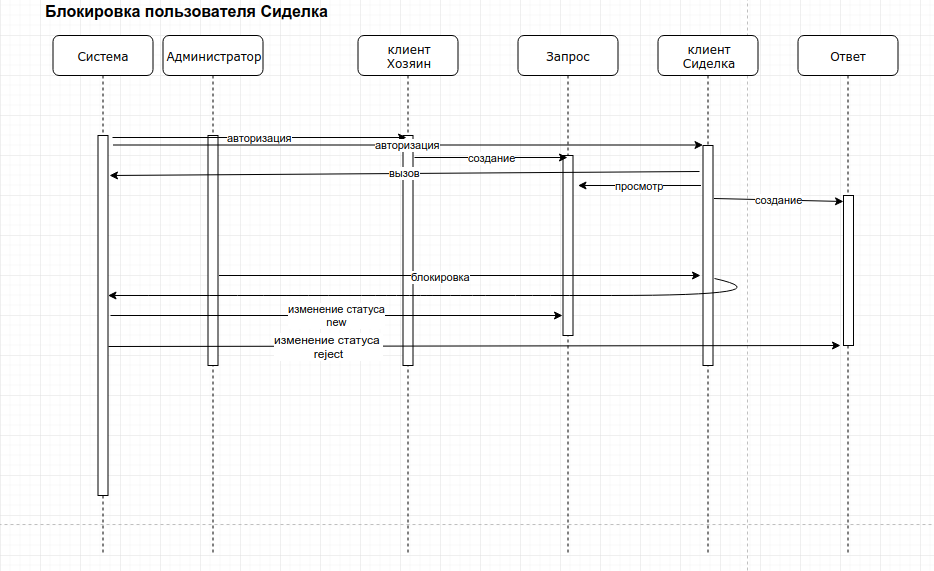 Блокировка пользователя Сиделка
Система
Администратор
клиент
Хозяин
Запрос
клиент
Сиделка
Ответ
авторизация
авторизация
создание
вызов
просмотр
создание
блокировка
изменение статуса
new
изменение статуса
reject